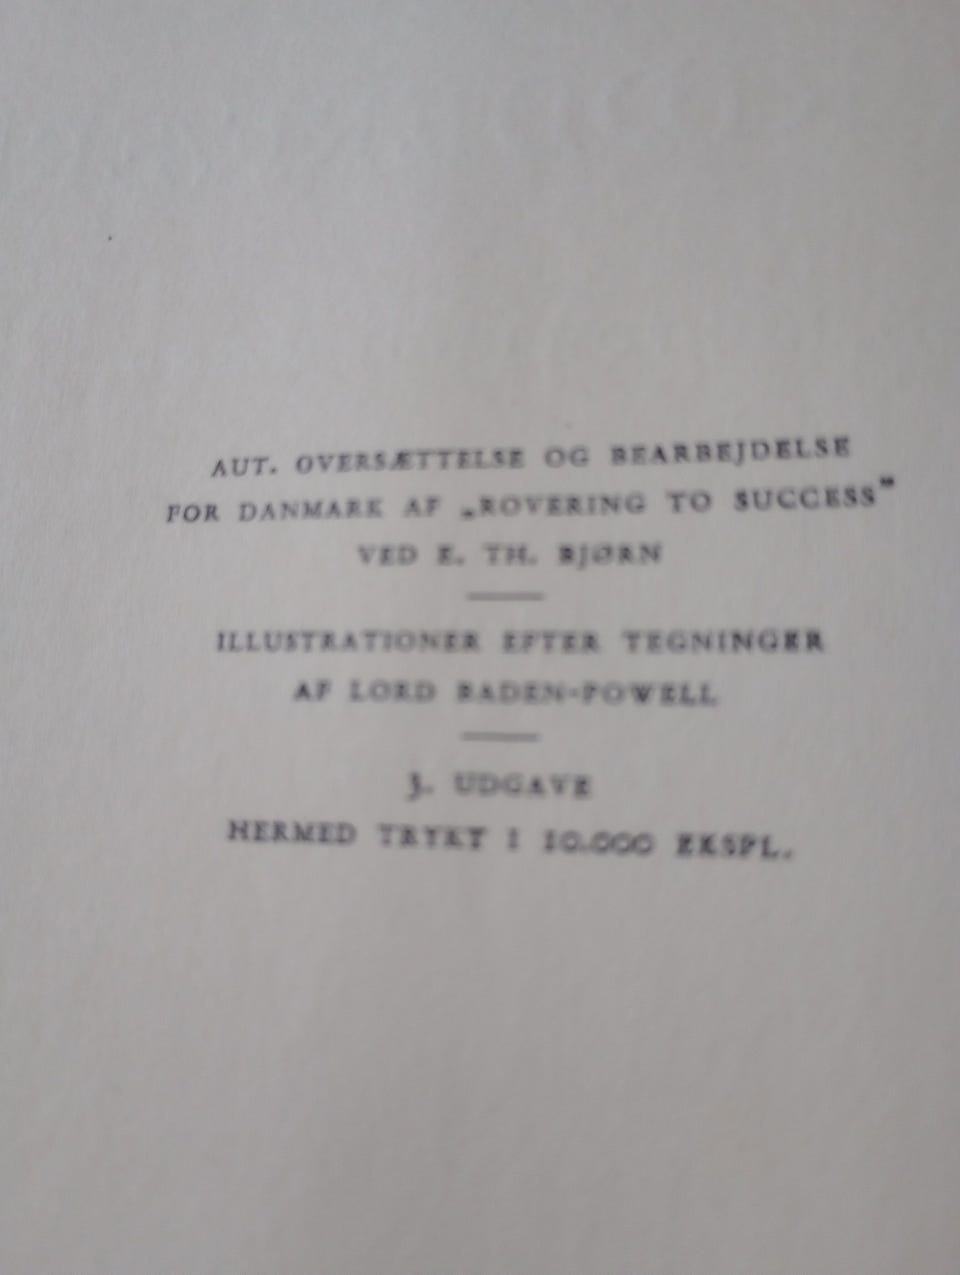 AUT. OVERSÆTTELSE OG BEARBEJDELSE
FOR DANMARK AF „ROVERING TO SUCCESS”
VED E. TH. BJØRN
ILLUSTRATIONER EFTER TEGNINGER
AF LORD BADEN-POWELL
3. UDGAVE
HERMED TRYKT I 10.000 EKSPL.